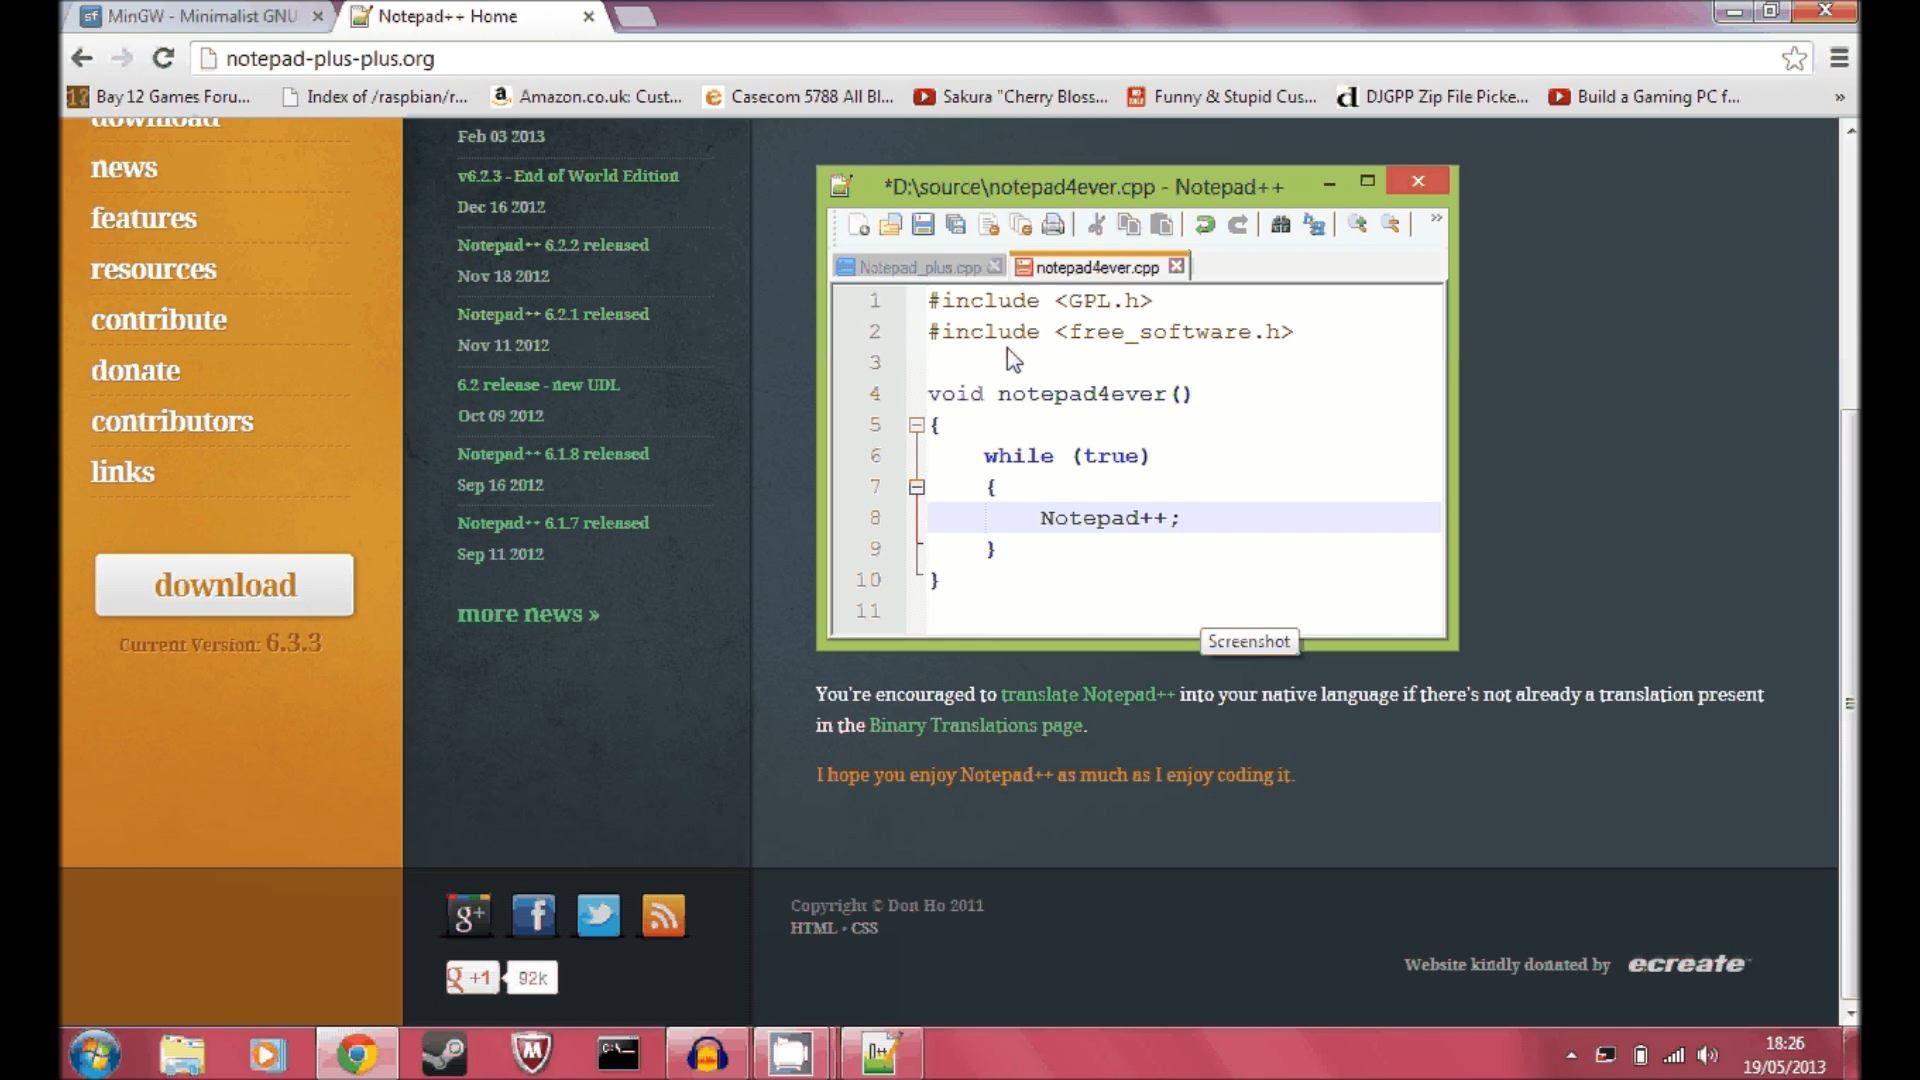 MinGW - Minimalist GNU
Notepad++ Home
notepad-plus-plus.org
Bay 12 Games Foru...
Index of /raspbian/r...
Amazon.co.uk: Cust...
Casecom 5788 All Bl...
Sakura "Cherry Bloss...
Funny & Stupid Cus...
DJGPP Zip File Picke...
Build a Gaming PC f...
»
download
news
features
resources
contribute
donate
contributors
links
download
Current Version: 6.3.3
Feb 03 2013
v6.2.3 - End of World Edition
Dec 16 2012
Notepad++ 6.2.2 released
Nov 18 2012
Notepad++ 6.2.1 released
Nov 11 2012
6.2 release - new UDL
Oct 09 2012
Notepad++ 6.1.8 released
Sep 16 2012
Notepad++ 6.1.7 released
Sep 11 2012
more news »
*D:\source\notepad4ever.cpp - Notepad++
Notepad_plus.cpp
notepad4ever.cpp
1 #include <GPL.h>
2 #include <free_software.h>
3
4 void notepad4ever()
5 {
6 while (true)
7 {
8 Notepad++;
9 }
10 }
11
Screenshot
You're encouraged to translate Notepad++ into your native language if there's not already a translation present
in the Binary Translations page.
I hope you enjoy Notepad++ as much as I enjoy coding it.
g+ f
g +1 92k
Copyright © Don Ho 2011
HTML · CSS
Website kindly donated by ecreate
18:26
19/05/2013